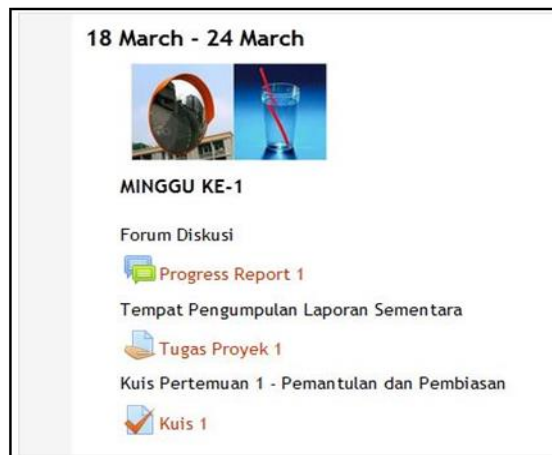 18 March - 24 March
MINGGU KE-1
Forum Diskusi
Progress Report 1
Tempat Pengumpulan Laporan Sementara
Tugas Proyek 1
Kuis Pertemuan 1 - Pemantulan dan Pembiasan
Kuis 1